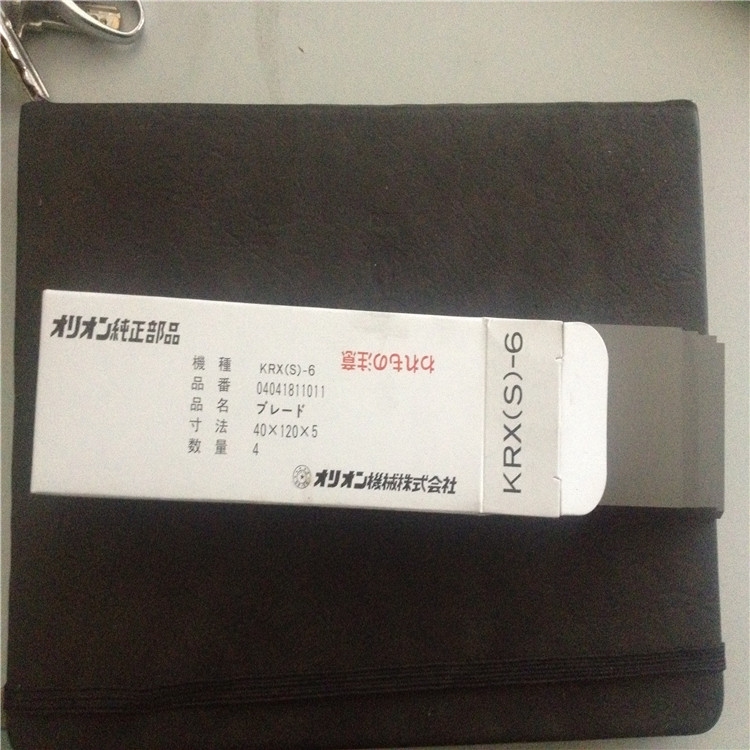 オリオン純正部品
機種 KRX(S)-6
われもの注意
品番 04041811011
品名 ブレード
寸法 40×120×5
数量 4
オリオン機械株式会社
KRX(S)-6